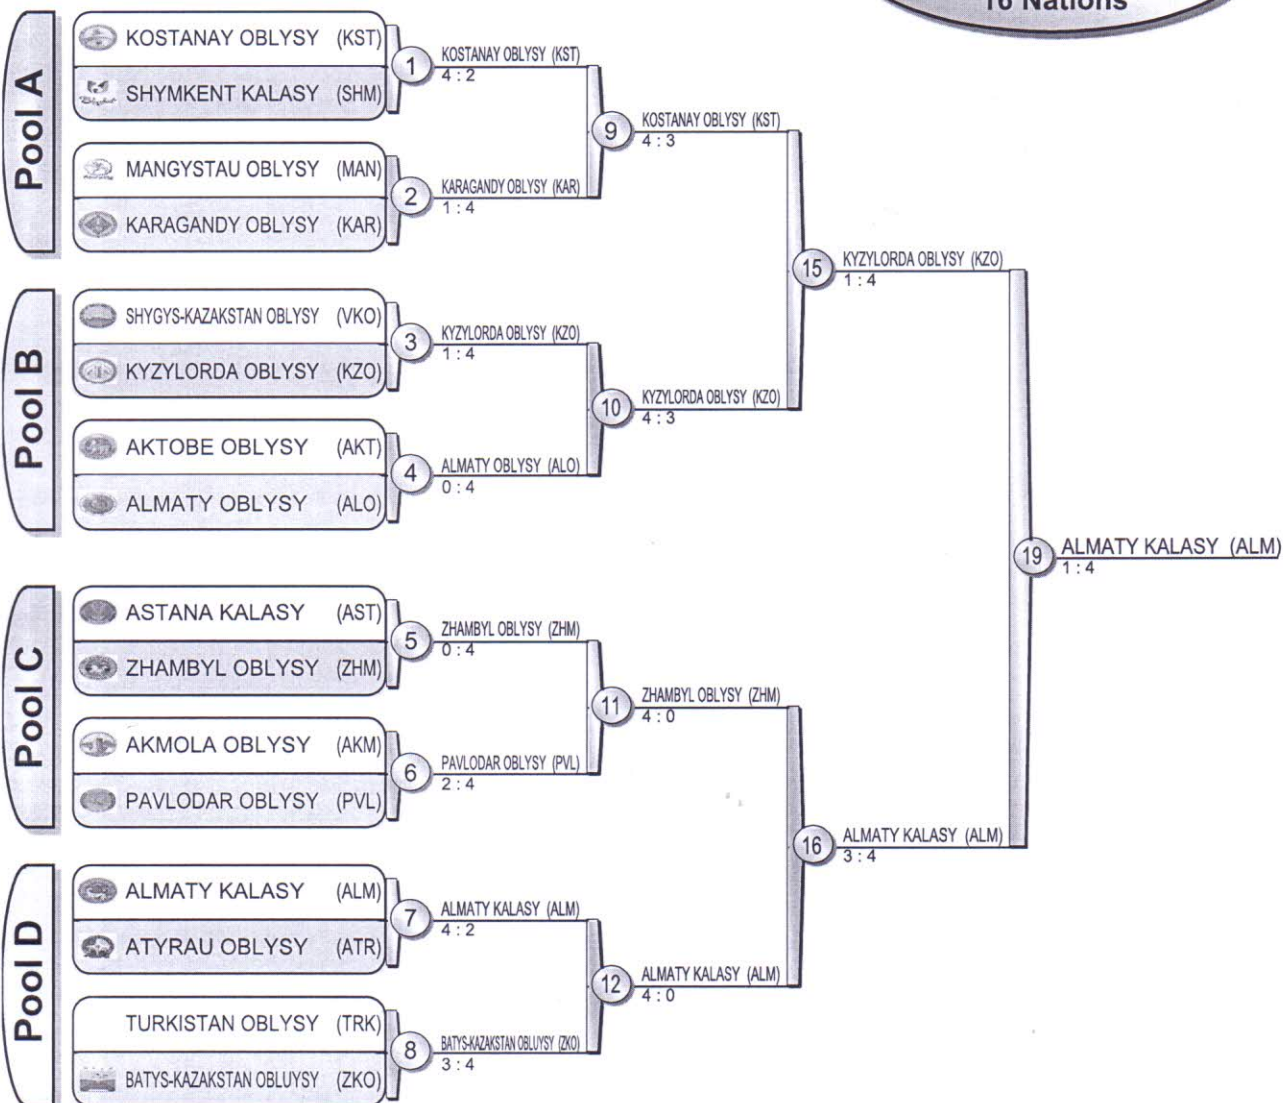 16 Nations
Pool A
KOSTANAY OBLYSY (KST)
SHYMKENT KALASY (SHM)
1
KOSTANAY OBLYSY (KST)
4 : 2
MANGYSTAU OBLYSY (MAN)
KARAGANDY OBLYSY (KAR)
2
KARAGANDY OBLYSY (KAR)
1 : 4
9
KOSTANAY OBLYSY (KST)
4 : 3
Pool B
SHYGYS-KAZAKSTAN OBLYSY (VKO)
KYZYLORDA OBLYSY (KZO)
3
KYZYLORDA OBLYSY (KZO)
1 : 4
AKTOBE OBLYSY (AKT)
ALMATY OBLYSY (ALO)
4
ALMATY OBLYSY (ALO)
0 : 4
10
KYZYLORDA OBLYSY (KZO)
4 : 3
15
KYZYLORDA OBLYSY (KZO)
1 : 4
Pool C
ASTANA KALASY (AST)
ZHAMBYL OBLYSY (ZHM)
5
ZHAMBYL OBLYSY (ZHM)
0 : 4
AKMOLA OBLYSY (AKM)
PAVLODAR OBLYSY (PVL)
6
PAVLODAR OBLYSY (PVL)
2 : 4
11
ZHAMBYL OBLYSY (ZHM)
4 : 0
Pool D
ALMATY KALASY (ALM)
ATYRAU OBLYSY (ATR)
7
ALMATY KALASY (ALM)
4 : 2
TURKISTAN OBLYSY (TRK)
BATYS-KAZAKSTAN OBLUYSY (ZKO)
8
BATYS-KAZAKSTAN OBLUYSY (ZKO)
3 : 4
12
ALMATY KALASY (ALM)
4 : 0
16
ALMATY KALASY (ALM)
3 : 4
19
ALMATY KALASY (ALM)
1 : 4